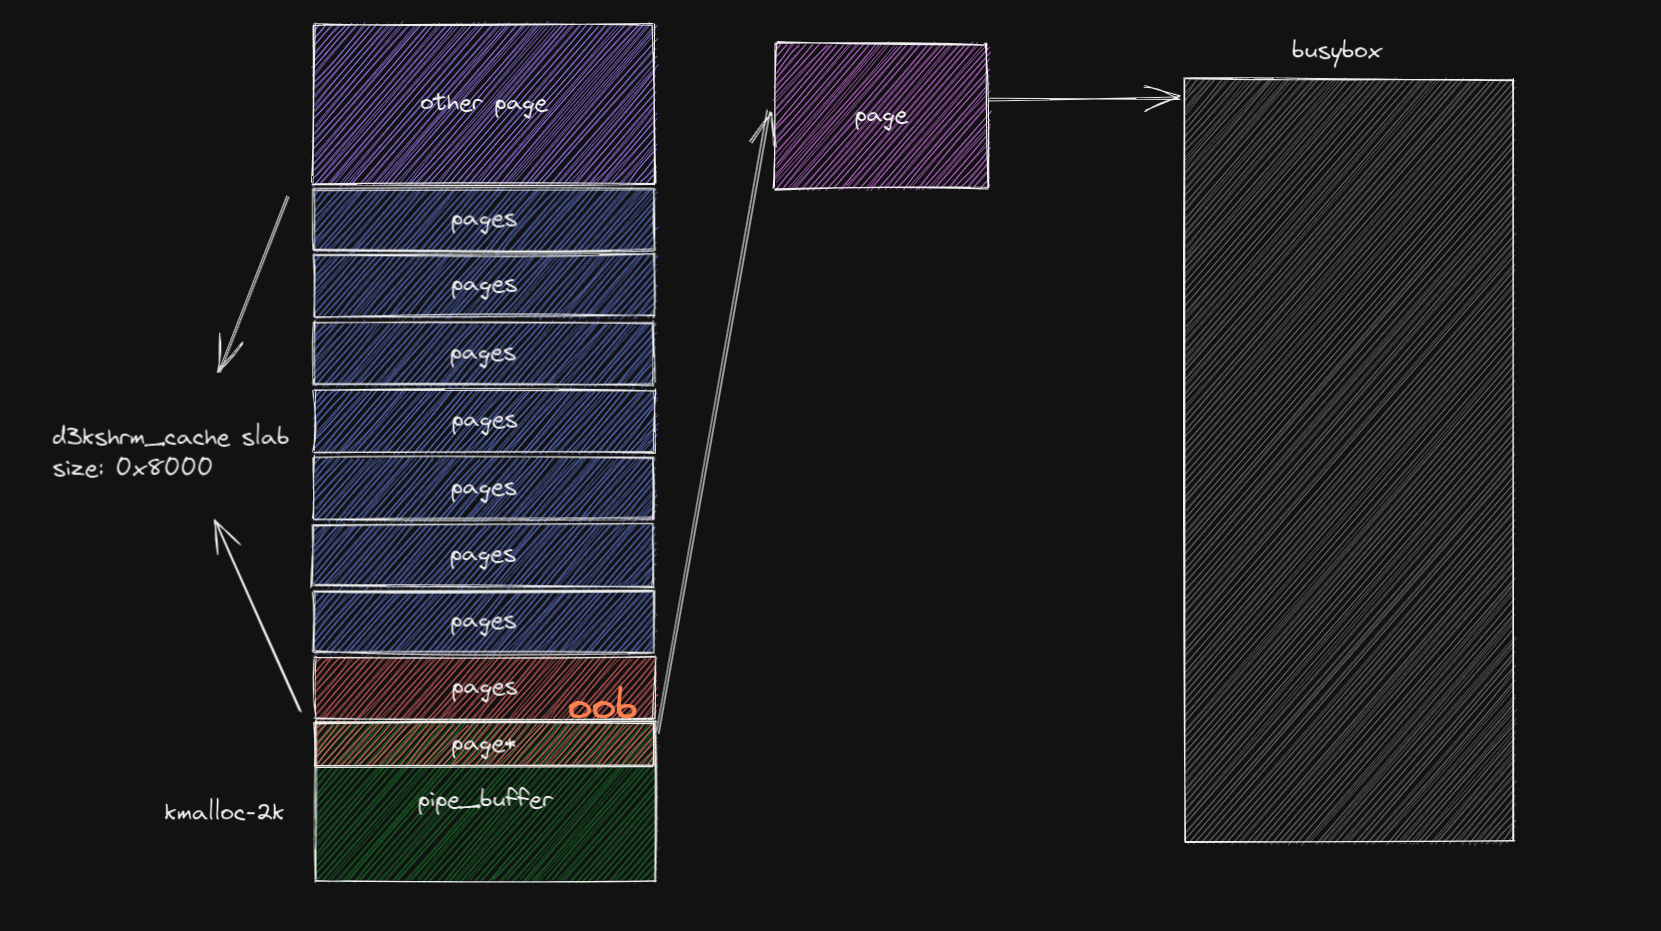 other page
pages
pages
pages
pages
pages
pages
pages
pages
oob
page*
pipe_buffer
d3kshrm_cache slab
size: 0x8000
kmalloc-2k
page
busybox